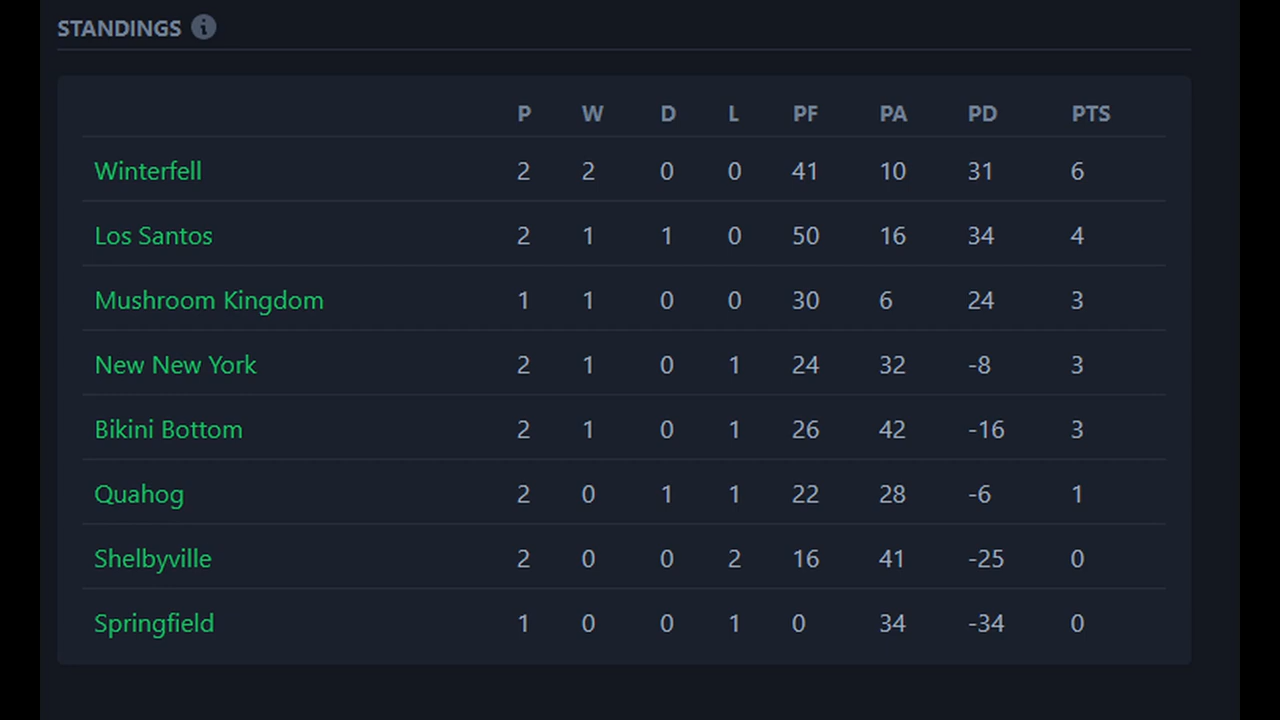 STANDINGS
P W D L PF PA PD PTS
Winterfell 2 2 0 0 41 10 31 6
Los Santos 2 1 1 0 50 16 34 4
Mushroom Kingdom 1 1 0 0 30 6 24 3
New New York 2 1 0 1 24 32 -8 3
Bikini Bottom 2 1 0 1 26 42 -16 3
Quahog 2 0 1 1 22 28 -6 1
Shelbyville 2 0 0 2 16 41 -25 0
Springfield 1 0 0 1 0 34 -34 0